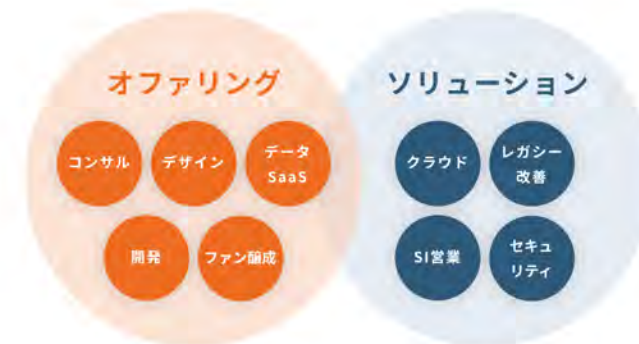 オファリング
コンサル
デザイン
データ
SaaS
開発
ファン醸成
ソリューション
クラウド
レガシー
改善
SI営業
セキュ
リティ